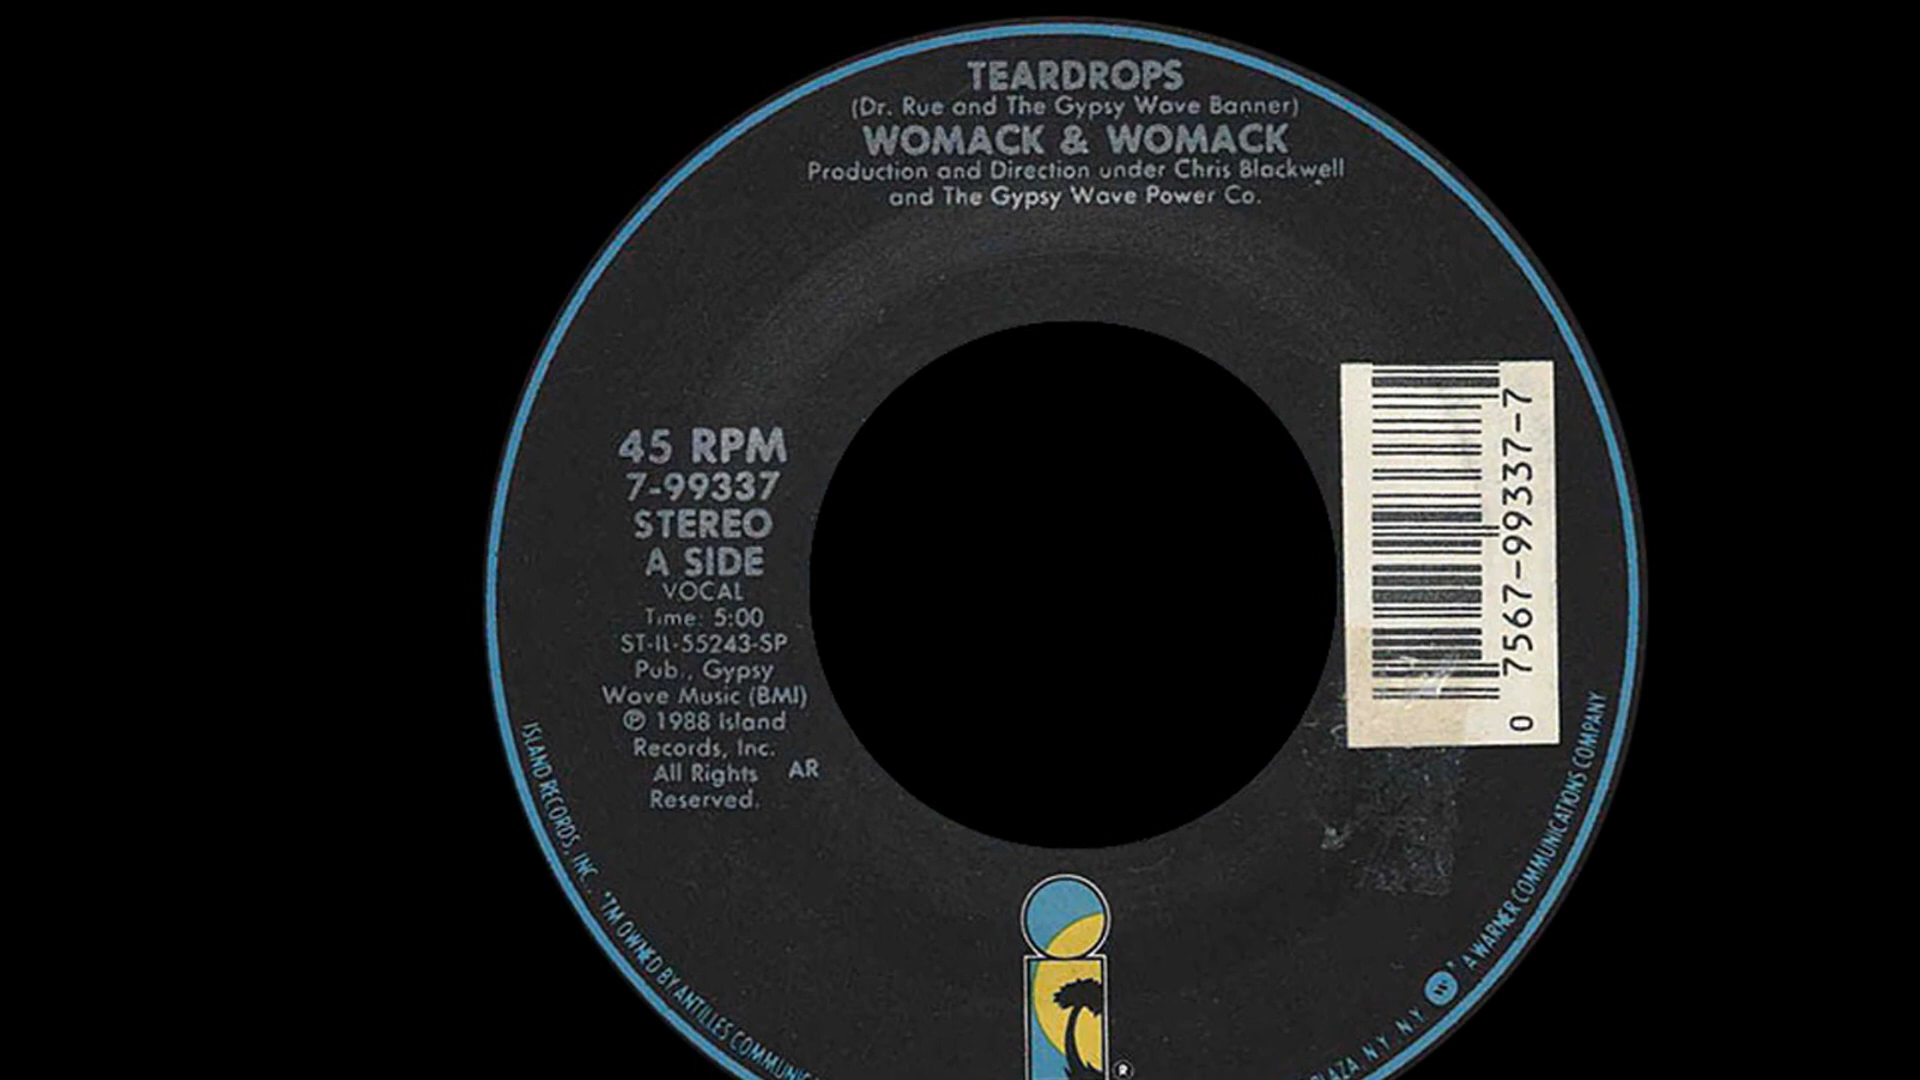 TEARDROPS
(Dr. Rue and The Gypsy Wave Banner)
WOMACK & WOMACK
Production and Direction under Chris Blackwell
and The Gypsy Wave Power Co.
45 RPM
7-99337
STEREO
A SIDE
VOCAL
Time: 5:00
ST-IL-55243-SP
Pub., Gypsy
Wave Music (BMI)
℗ 1988 Island
Records, Inc.
All Rights AR
Reserved.
0 7567-99337-7
ISLAND RECORDS, INC. *TM OWNED BY ANTILLES
PLAZA N.Y. N.Y.
* A WARNER COMMUNICATIONS COMPANY
®